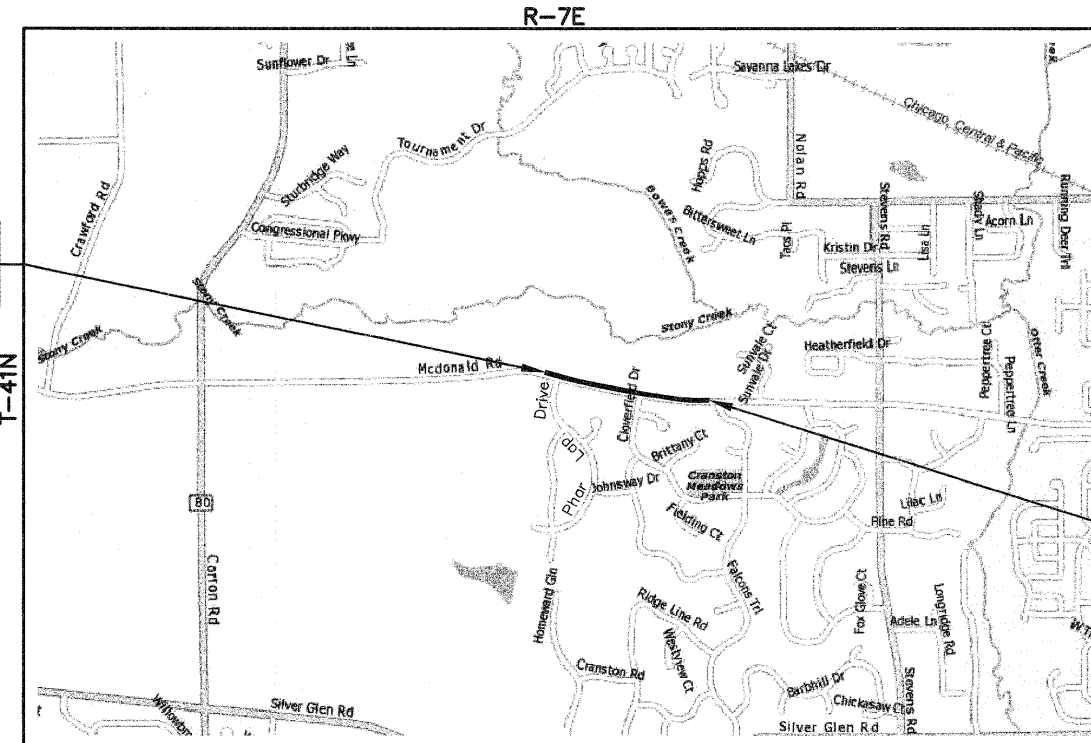 R-7E
Sunflower Dr
Savanna Lakes Dr
Chicago, Central & Pacific
Tournament Dr
Nolan Rd
Hopps Rd
Sturbridge Way
Crawford Rd
Bowes Creek
Stevens Rd
Running Deer Trl
Shady Ln
Acorn Ln
Bittersweet Ln
Taos Pl
Lisa Ln
Congressional Pkwy
Kristin Dr
Stevens Ln
Stony Creek
Stony Creek
Stony Creek
Sunvale Ct
Sunvale Dr
Heatherfield Dr
Peppertree Ct
Otter Creek
Peppertree Ln
T-41N
Mcdonald Rd
Drive
Cloverfield Dr
Lap
Phar
Brittany Ct
Johnsway Dr
Cranston
Meadows
Park
Lilac Ln
80
Fielding Ct
Pine Rd
Corron Rd
Homeward Gln
Falcons Trl
Fox Glove Ct
Longridge Rd
Ridge Line Rd
Adele Ln
Westview Ct
Cranston Rd
Barbhill Dr
Stevens Rd
Chickasaw Ct
Silver Glen Rd
Silver Glen Rd